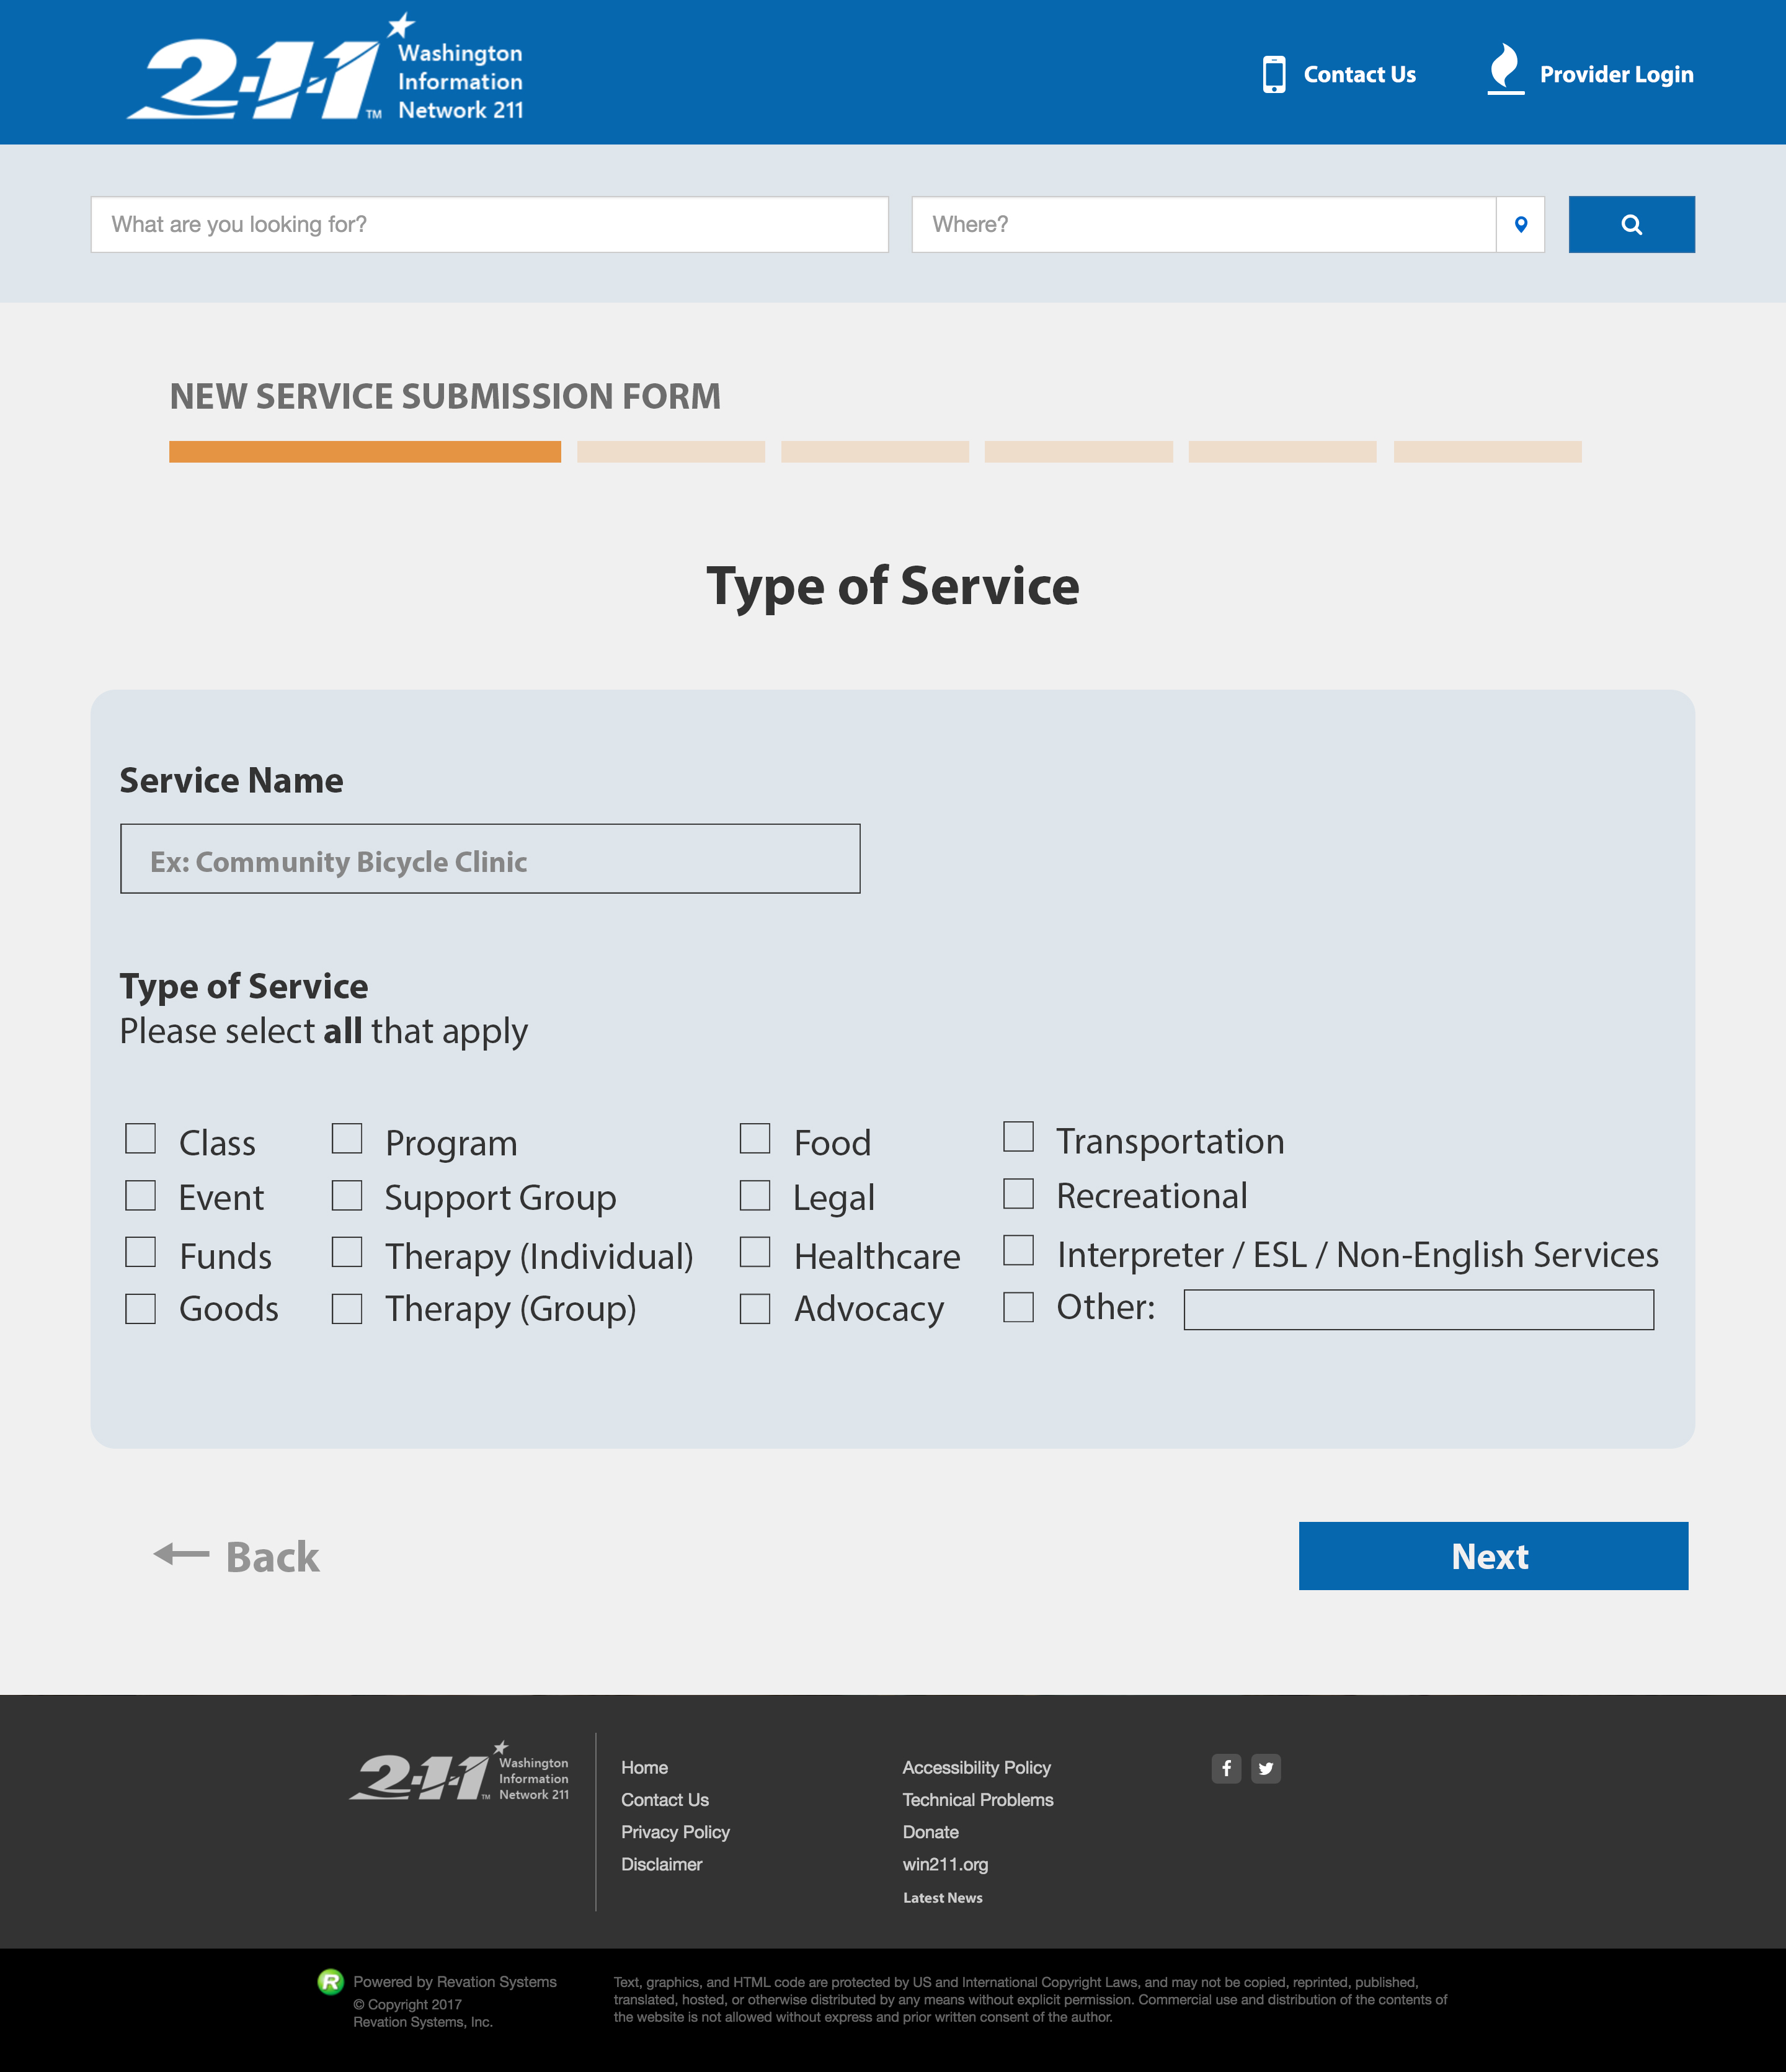 2-1-1 ™
Washington
Information
Network 211
Contact Us
Provider Login
What are you looking for?
Where?
NEW SERVICE SUBMISSION FORM
Type of Service
Service Name
Ex: Community Bicycle Clinic
Type of Service
Please select all that apply
Class
Program
Food
Transportation
Event
Support Group
Legal
Recreational
Funds
Therapy (Individual)
Healthcare
Interpreter / ESL / Non-English Services
Goods
Therapy (Group)
Advocacy
Other:
Back
Next
2-1-1 ™
Washington
Information
Network 211
Home
Contact Us
Privacy Policy
Disclaimer
Accessibility Policy
Technical Problems
Donate
win211.org
Latest News
f
R
Powered by Revation Systems
© Copyright 2017
Revation Systems, Inc.
Text, graphics, and HTML code are protected by US and International Copyright Laws, and may not be copied, reprinted, published,
translated, hosted, or otherwise distributed by any means without explicit permission. Commercial use and distribution of the contents of
the website is not allowed without express and prior written consent of the author.